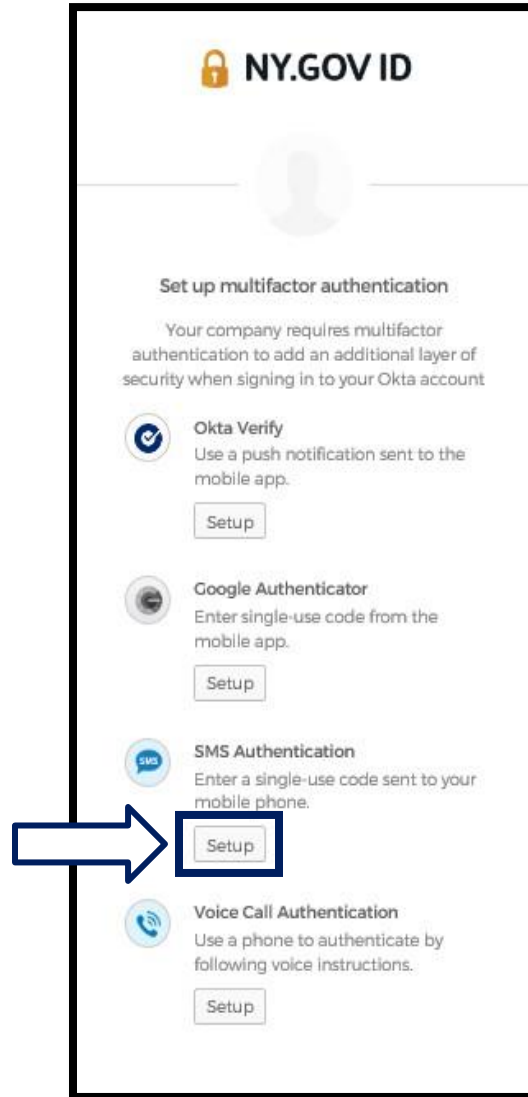 NY.GOV ID
Set up multifactor authentication
Your company requires multifactor
authentication to add an additional layer of
security when signing in to your Okta account
Okta Verify
Use a push notification sent to the
mobile app.
Setup
Google Authenticator
Enter single-use code from the
mobile app.
Setup
SMS
SMS Authentication
Enter a single-use code sent to your
mobile phone.
Setup
Voice Call Authentication
Use a phone to authenticate by
following voice instructions.
Setup